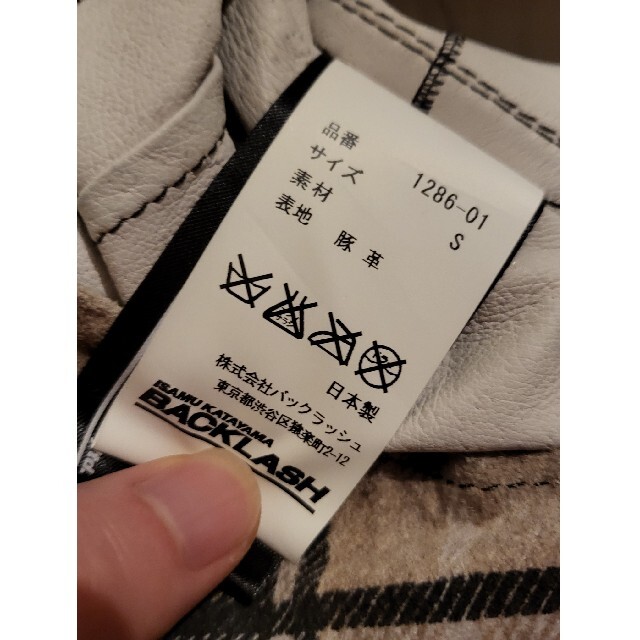 品番 1286-01
サイズ S
素材
表地 豚革
日本製
株式会社バックラッシュ
東京都渋谷区猿楽町2-12
ISAMU KATAYAMA
BACKLASH